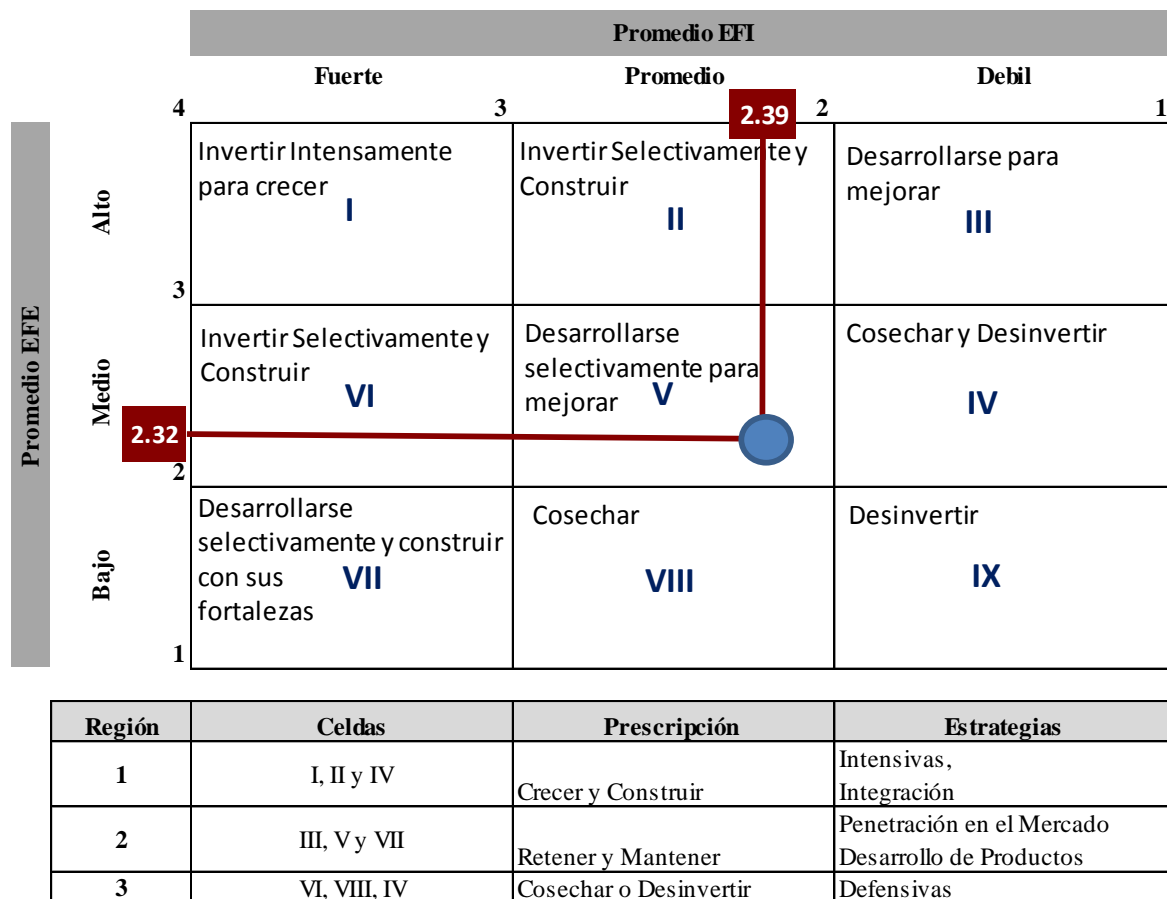 Promedio EFI
Fuerte Promedio Debil
4 3 2 1
2.39
Promedio EFE
Alto
Invertir Intensamente
para crecer
I
Invertir Selectivamente y
Construir
II
Desarrollarse para
mejorar
III
3
Medio
Invertir Selectivamente y
Construir
VI
Desarrollarse
selectivamente para
mejorar
V
Cosechar y Desinvertir
IV
2.32
2
Bajo
Desarrollarse
selectivamente y construir
con sus
fortalezas
VII
Cosechar
VIII
Desinvertir
IX
1
Región Celdas Prescripción Estrategias
1 I, II y IV Crecer y Construir Intensivas,
Integración
2 III, V y VII Retener y Mantener Penetración en el Mercado
Desarrollo de Productos
3 VI, VIII, IV Cosechar o Desinvertir Defensivas